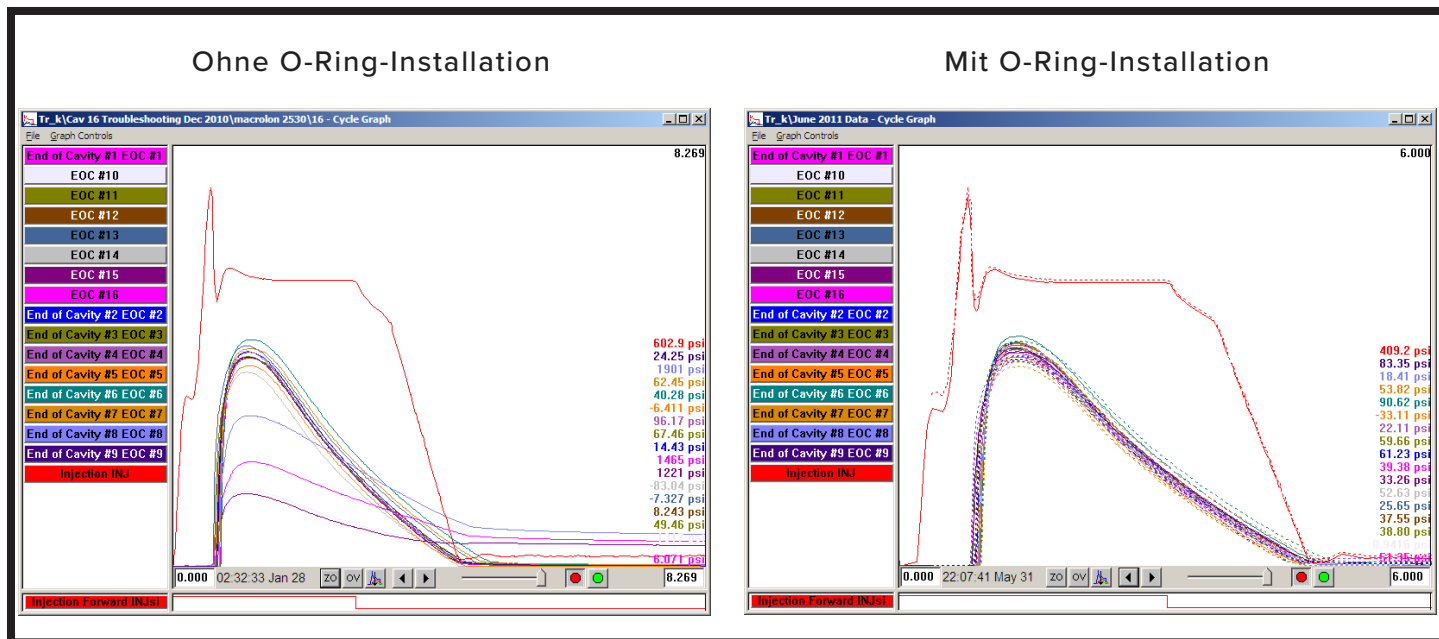 Ohne O-Ring-Installation
Tr_k\Cav 16 Troubleshooting Dec 2010\macrolon 2530\16 - Cycle Graph
File Graph Controls
End of Cavity #1 EOC #1
EOC #10
EOC #11
EOC #12
EOC #13
EOC #14
EOC #15
EOC #16
End of Cavity #2 EOC #2
End of Cavity #3 EOC #3
End of Cavity #4 EOC #4
End of Cavity #5 EOC #5
End of Cavity #6 EOC #6
End of Cavity #7 EOC #7
End of Cavity #8 EOC #8
End of Cavity #9 EOC #9
Injection INJ
8.269
602.9 psi
24.25 psi
1901 psi
62.45 psi
40.28 psi
-6.411 psi
96.17 psi
67.46 psi
14.43 psi
1465 psi
1221 psi
-83.04 psi
-7.327 psi
8.243 psi
49.46 psi
6.071 psi
0.000 02:32:33 Jan 28 ZO OV 8.269
Injection Forward INJsi
Mit O-Ring-Installation
Tr_k\June 2011 Data - Cycle Graph
File Graph Controls
End of Cavity #1 EOC #1
EOC #10
EOC #11
EOC #12
EOC #13
EOC #14
EOC #15
EOC #16
End of Cavity #2 EOC #2
End of Cavity #3 EOC #3
End of Cavity #4 EOC #4
End of Cavity #5 EOC #5
End of Cavity #6 EOC #6
End of Cavity #7 EOC #7
End of Cavity #8 EOC #8
End of Cavity #9 EOC #9
Injection INJ
6.000
409.2 psi
83.35 psi
18.41 psi
53.82 psi
90.62 psi
-33.11 psi
22.11 psi
59.66 psi
61.23 psi
39.38 psi
33.26 psi
52.63 psi
25.65 psi
37.55 psi
38.80 psi
0.000 22:07:41 May 31 ZO OV 6.000
Injection Forward INJsi